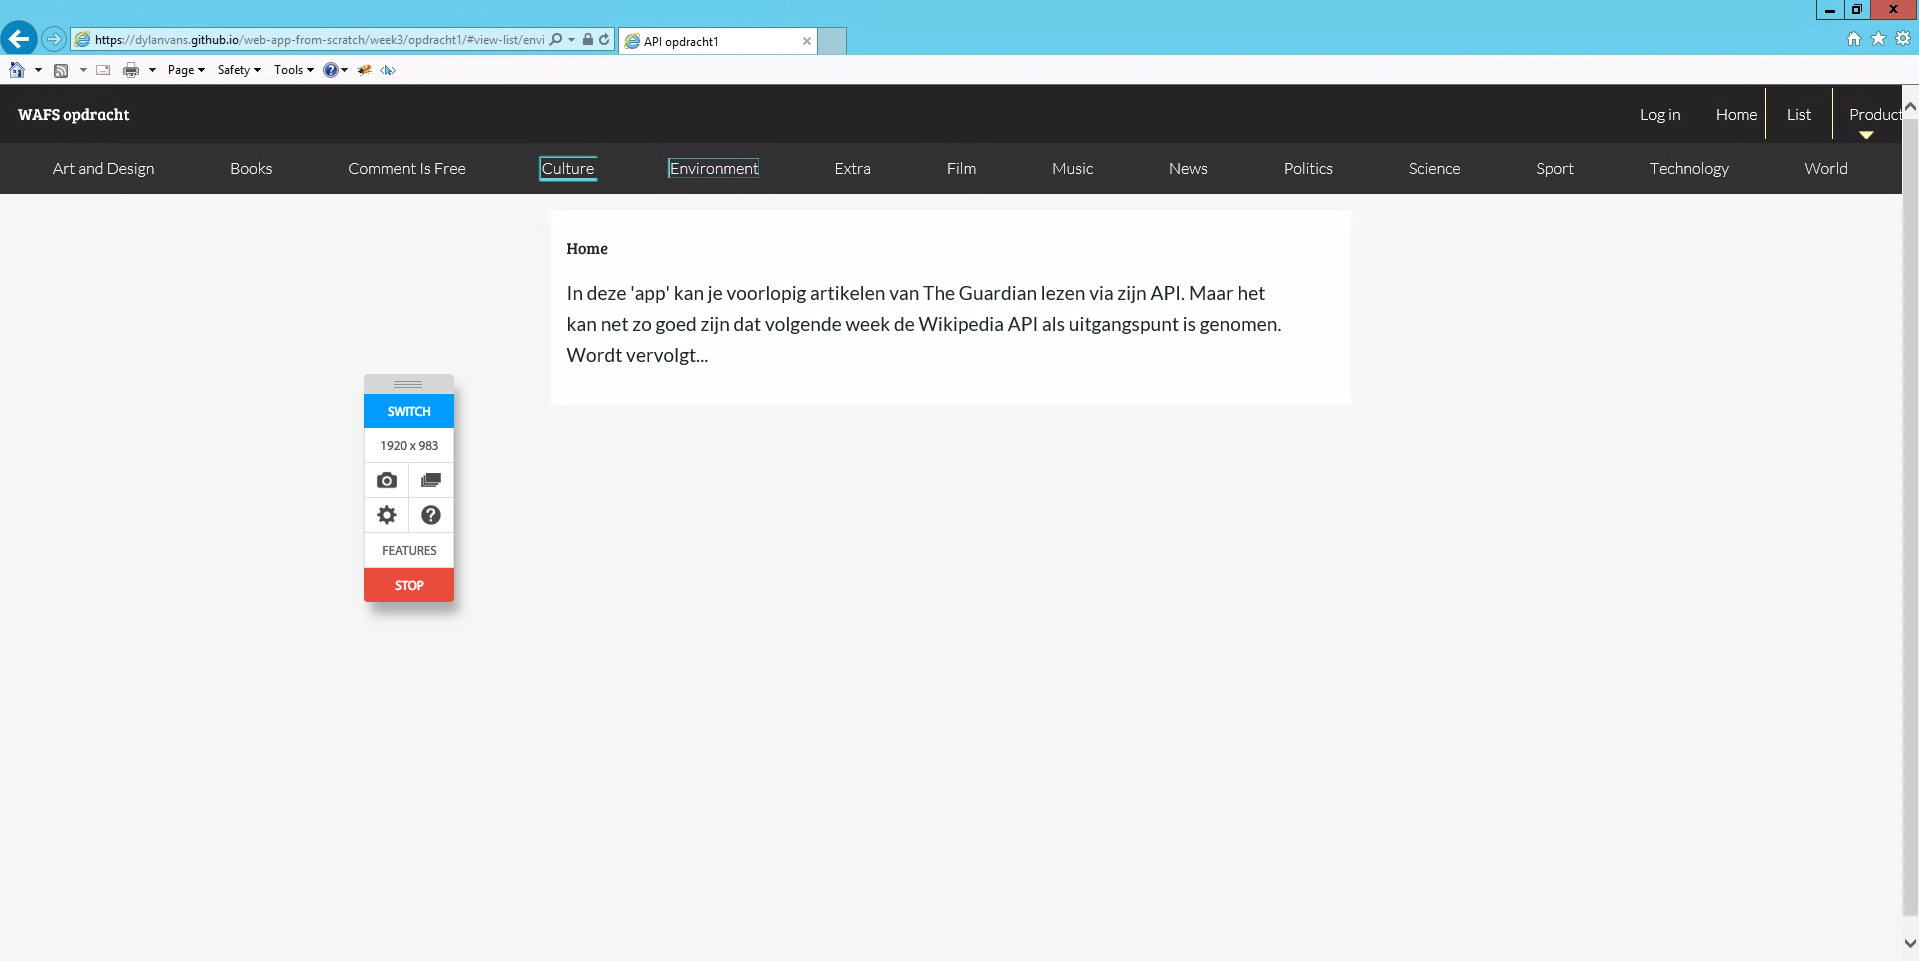 https://dylanvans.github.io/web-app-from-scratch/week3/opdracht1/#view-list/envi
API opdracht1
Page Safety Tools
WAFS opdracht
Log in Home List Product
Art and Design Books Comment Is Free Culture Environment Extra Film Music News Politics Science Sport Technology World
Home
In deze 'app' kan je voorlopig artikelen van The Guardian lezen via zijn API. Maar het
kan net zo goed zijn dat volgende week de Wikipedia API als uitgangspunt is genomen.
Wordt vervolgt...
SWITCH
1920 x 983
FEATURES
STOP